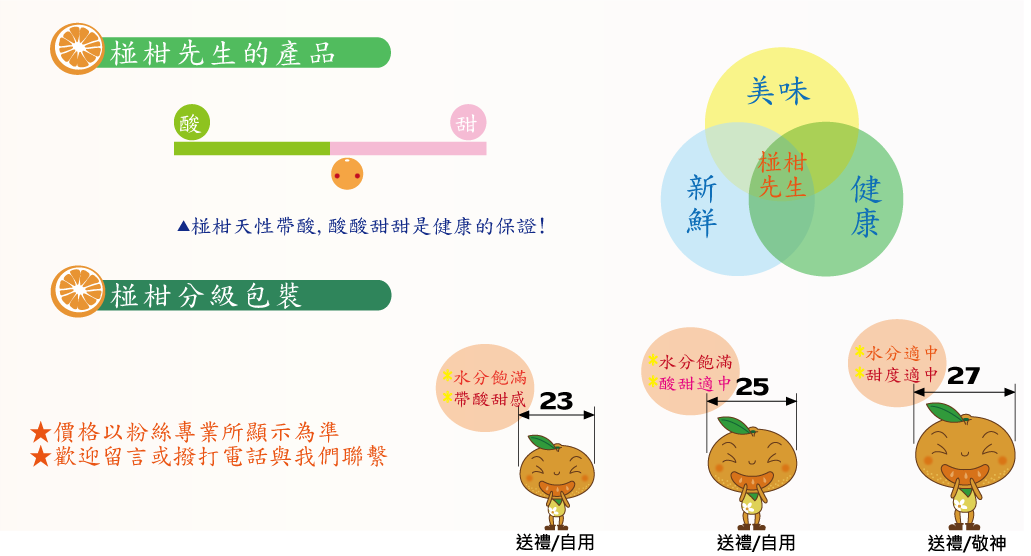 椪柑先生的產品
酸
甜
▲椪柑天性帶酸,酸酸甜甜是健康的保證!
美味
椪柑
先生
新
鮮
健
康
椪柑分級包裝
水分飽滿
帶酸甜感
23
水分飽滿
酸甜適中
25
水分適中
甜度適中
27
★價格以粉絲專業所顯示為準
★歡迎留言或撥打電話與我們聯繫
送禮/自用
送禮/自用
送禮/敬神